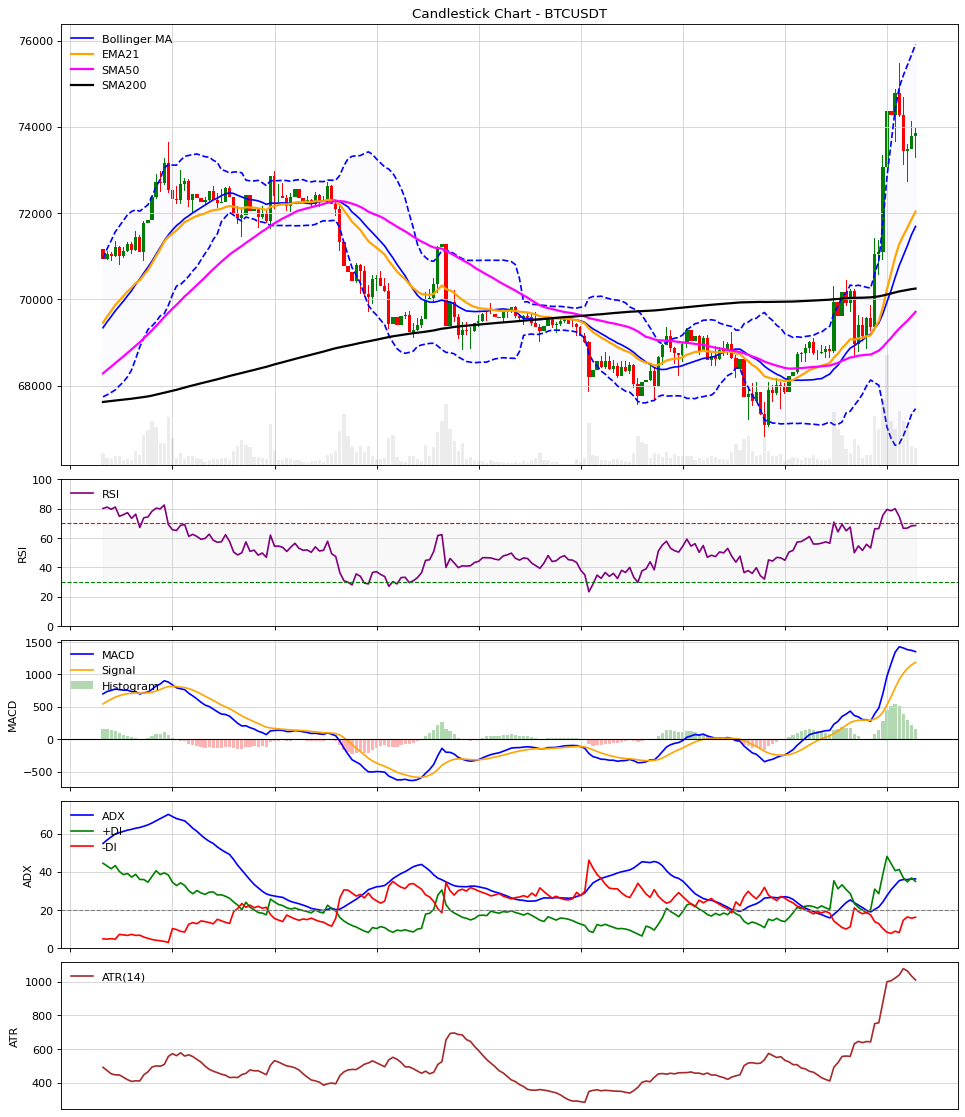 Candlestick Chart - BTCUSDT
76000
74000
72000
70000
68000
Bollinger MA
EMA21
SMA50
SMA200
100
80
60
40
20
0
RSI
RSI
1500
1000
500
0
−500
MACD
MACD
Signal
Histogram
60
40
20
0
ADX
ADX
+DI
-DI
1000
800
600
400
ATR
ATR(14)